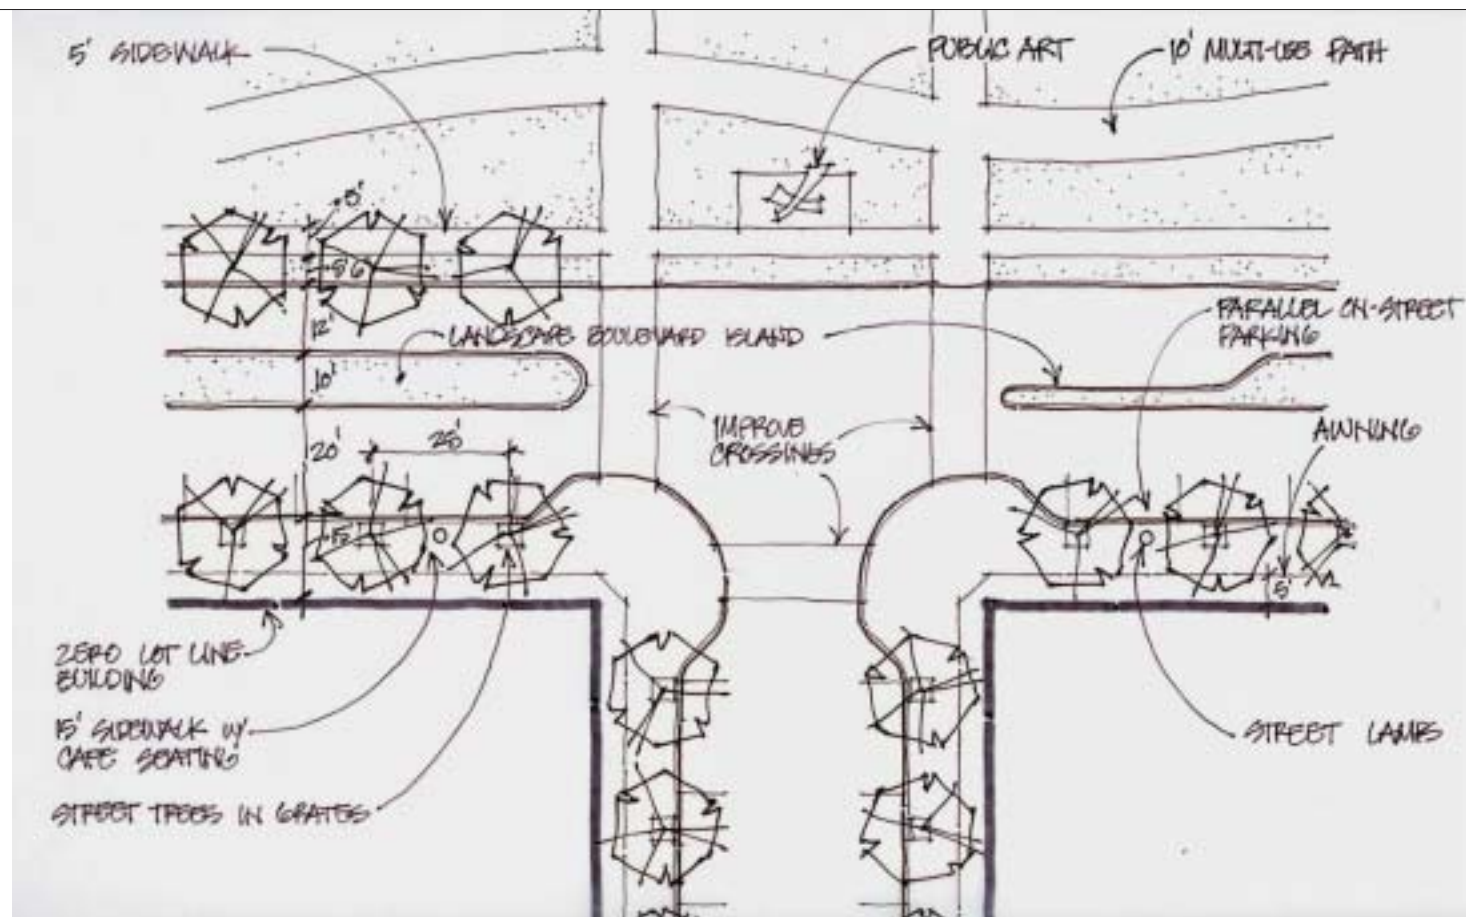 5' SIDEWALK
PUBLIC ART
10' MULTI-USE PATH
5'
5'6"
12'
LANDSCAPE BOULEVARD ISLAND
PARALLEL ON-STREET
PARKING
10'
IMPROVE
CROSSINGS
AWNING
20'
25'
15'
5'
ZERO LOT LINE
BUILDING
15' SIDEWALK W/
CAFE SEATING
STREET TREES IN GRATES
STREET LAMPS